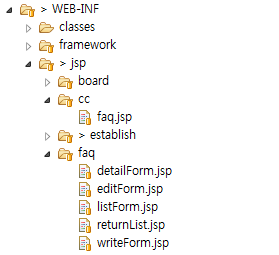 > WEB-INF
classes
framework
> jsp
board
cc
faq.jsp
> establish
faq
detailForm.jsp
editForm.jsp
listForm.jsp
returnList.jsp
writeForm.jsp